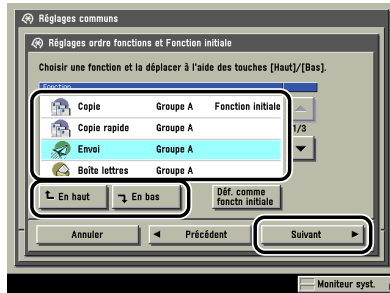 Réglages communs
Réglages ordre fonctions et Fonction initiale
Choisir une fonction et la déplacer à l'aide des touches [Haut]/[Bas].
Fonction
Copie Groupe A Fonction initiale
Copie rapide Groupe A
1/3
Envoi Groupe A
Boîte lettres Groupe A
En haut
En bas
Déf. comme
fonctn initiale
Annuler
Précédent
Suivant
Moniteur syst.